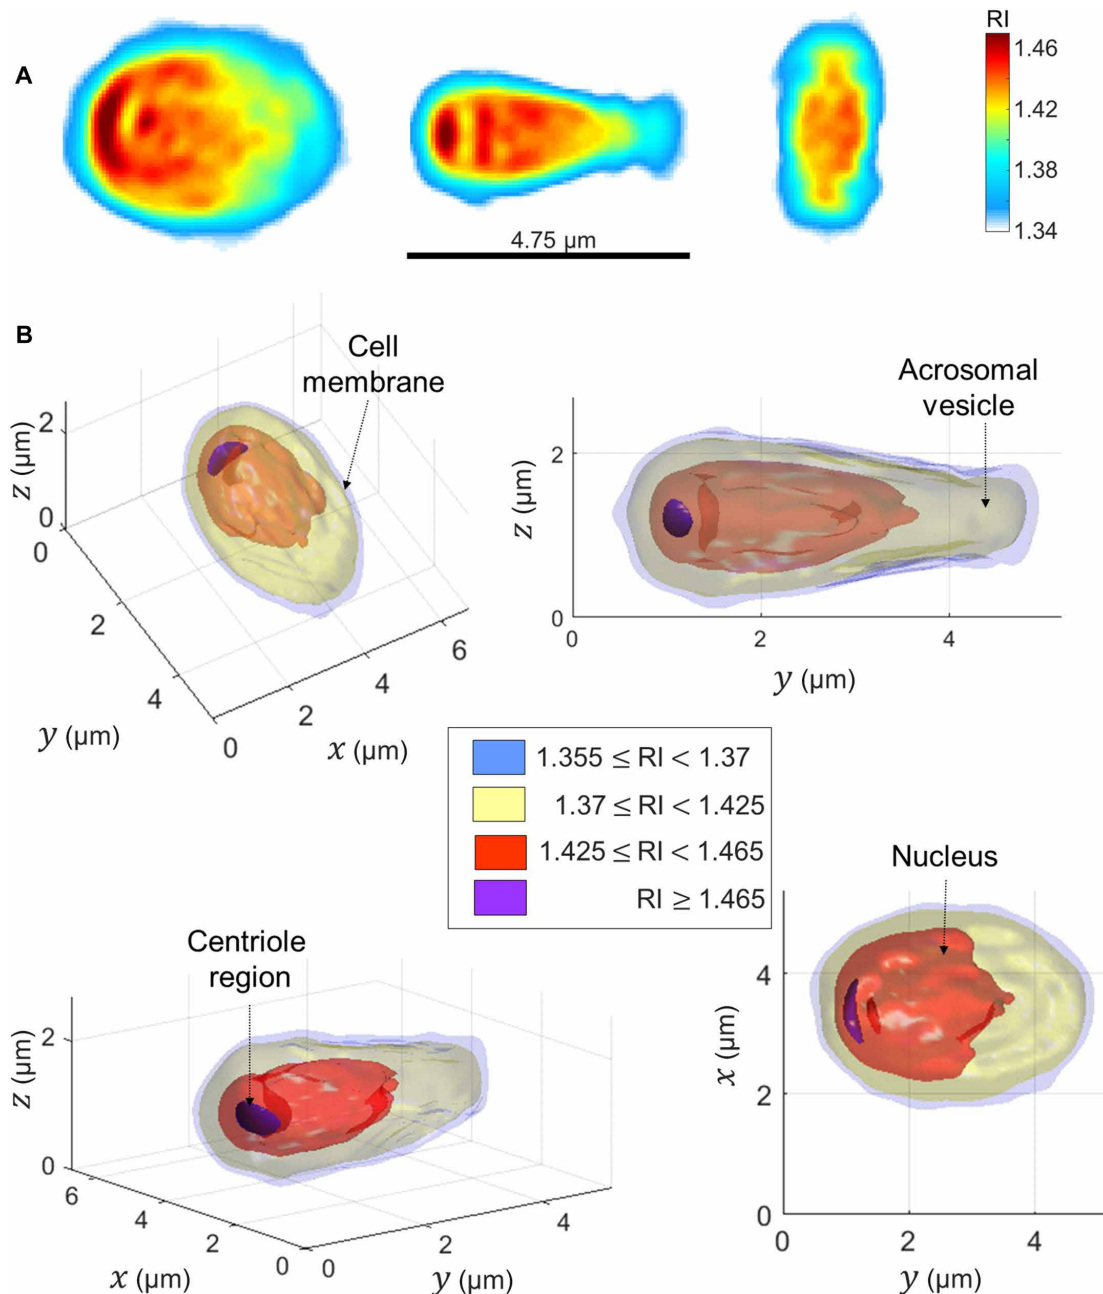 A
RI
1.46
1.42
1.38
1.34
4.75 µm
B
Cell
membrane
z (µm)
2
0
0
2
4
y (µm)
0
2
4
6
x (µm)
Acrosomal
vesicle
z (µm)
2
0
0
2
4
y (µm)
1.355 ≤ RI < 1.37
1.37 ≤ RI < 1.425
1.425 ≤ RI < 1.465
RI ≥ 1.465
Centriole
region
z (µm)
2
0
6
4
2
0
x (µm)
0
2
4
y (µm)
Nucleus
x (µm)
4
2
0
0
2
4
y (µm)